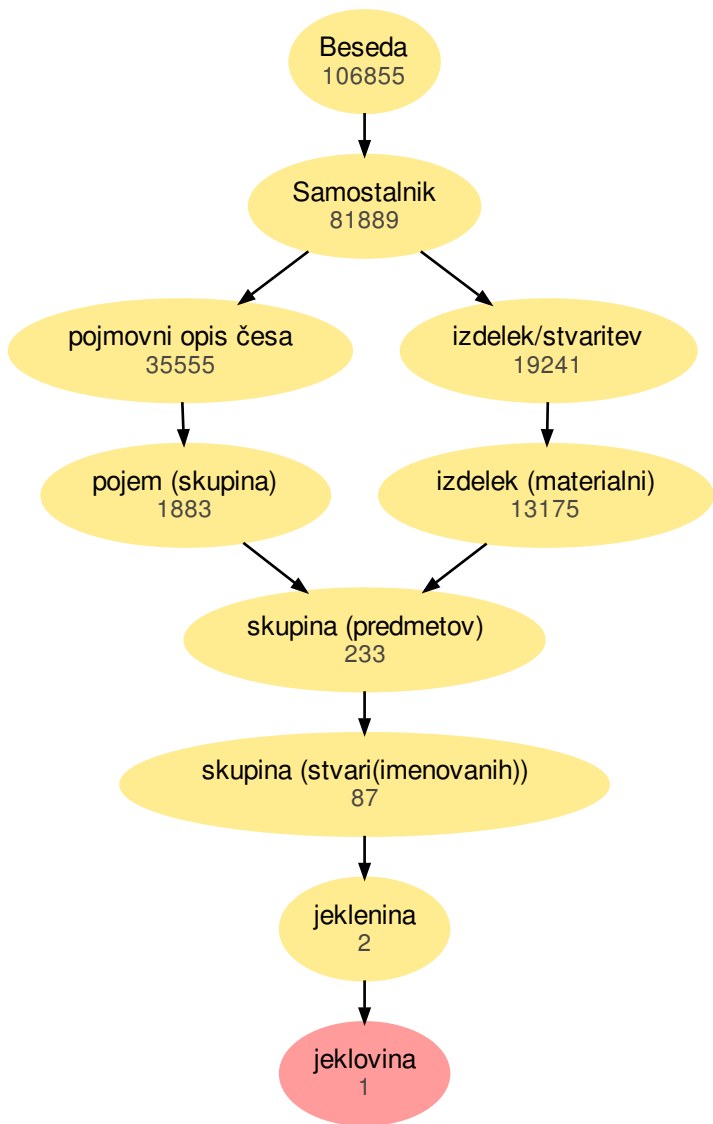 Beseda
106855
Samostalnik
81889
pojmovni opis česa
35555
izdelek/stvaritev
19241
pojem (skupina)
1883
izdelek (materialni)
13175
skupina (predmetov)
233
skupina (stvari(imenovanih))
87
jeklenina
2
jeklovina
1